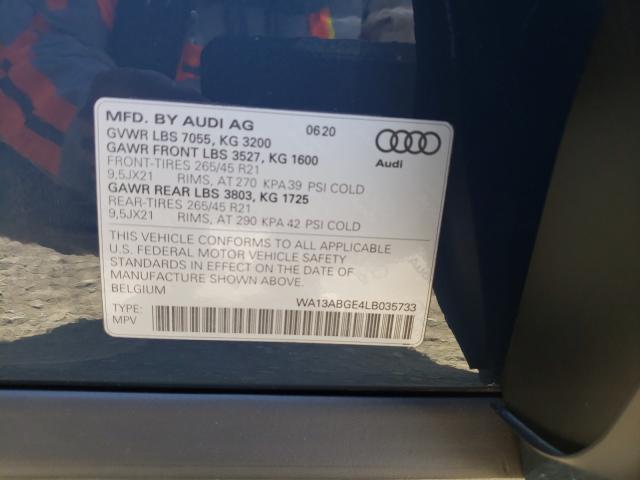 MFD. BY AUDI AG 0620
GVWR LBS 7055, KG 3200
GAWR FRONT LBS 3527, KG 1600
FRONT-TIRES 265/45 R21
9,5JX21 RIMS, AT 270 KPA 39 PSI COLD
GAWR REAR LBS 3803, KG 1725
REAR-TIRES 265/45 R21
9,5JX21 RIMS, AT 290 KPA 42 PSI COLD
Audi
THIS VEHICLE CONFORMS TO ALL APPLICABLE
U.S. FEDERAL MOTOR VEHICLE SAFETY
STANDARDS IN EFFECT ON THE DATE OF
MANUFACTURE SHOWN ABOVE.
BELGIUM
WA13ABGE4LB035733
TYPE:
MPV